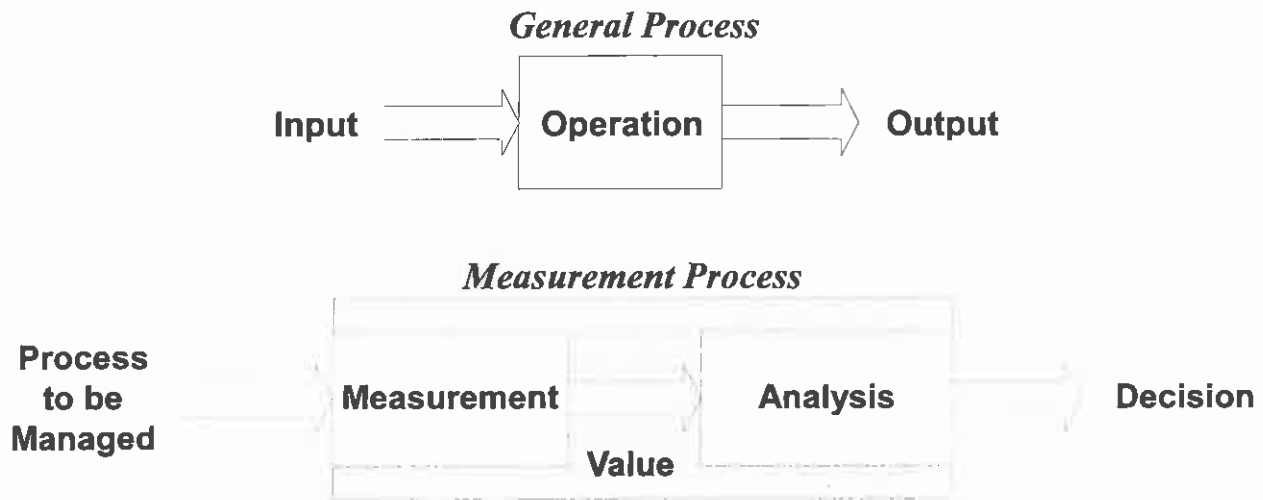 General Process
Input
Operation
Output
Measurement Process
Process
to be
Managed
Measurement
Value
Analysis
Decision